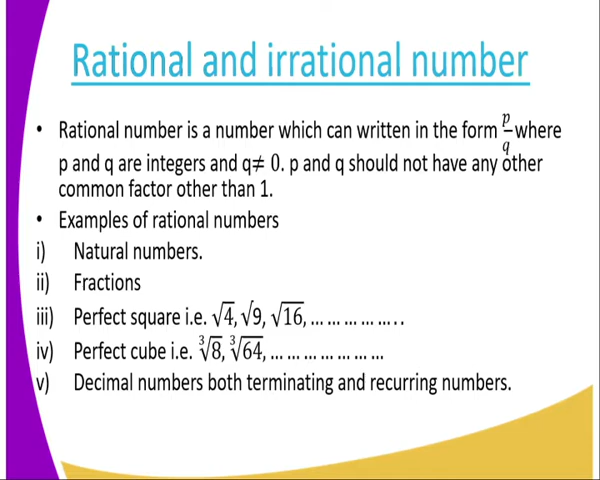 Rational and irrational number
• Rational number is a number which can written in the form p/q where
p and q are integers and q≠ 0. p and q should not have any other
common factor other than 1.
• Examples of rational numbers
i) Natural numbers.
ii) Fractions
iii) Perfect square i.e. √4, √9, √16, … … … … … . .
iv) Perfect cube i.e. ∛8, ∛64, … … … … … … …
v) Decimal numbers both terminating and recurring numbers.